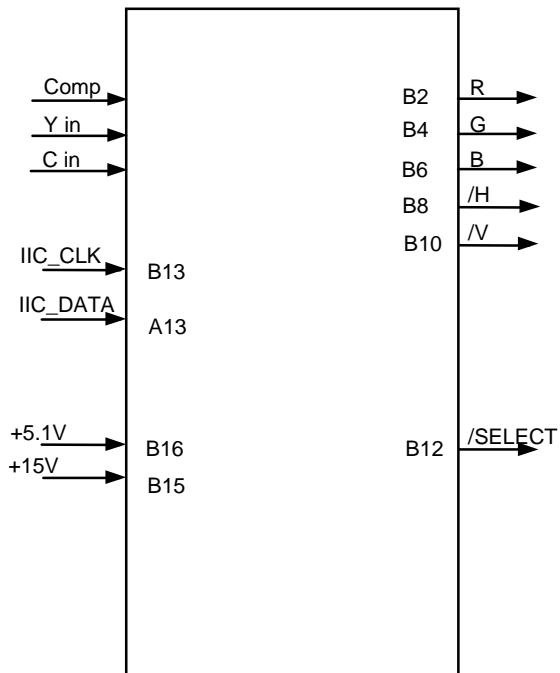 Comp
Y in
C in
IIC_CLK
B13
IIC_DATA
A13
+5.1V
B16
+15V
B15
B2 R
B4 G
B6 B
B8 /H
B10 /V
B12 /SELECT